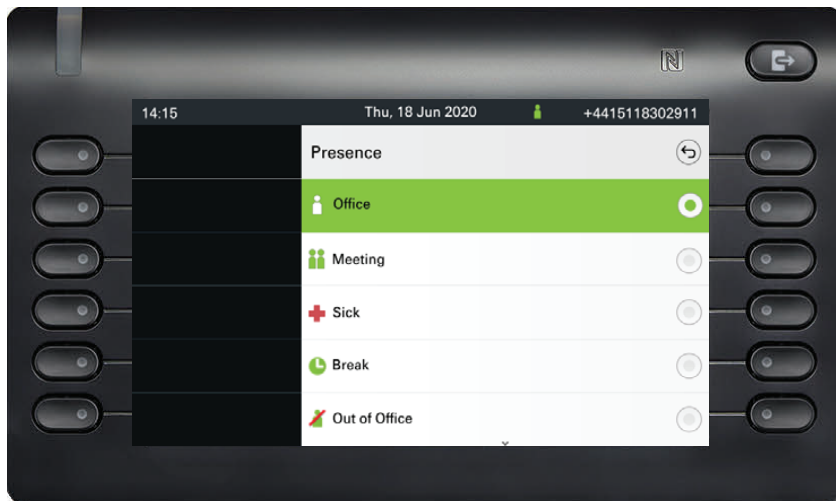 14:15 Thu, 18 Jun 2020 +4415118302911
Presence
Office
Meeting
Sick
Break
Out of Office